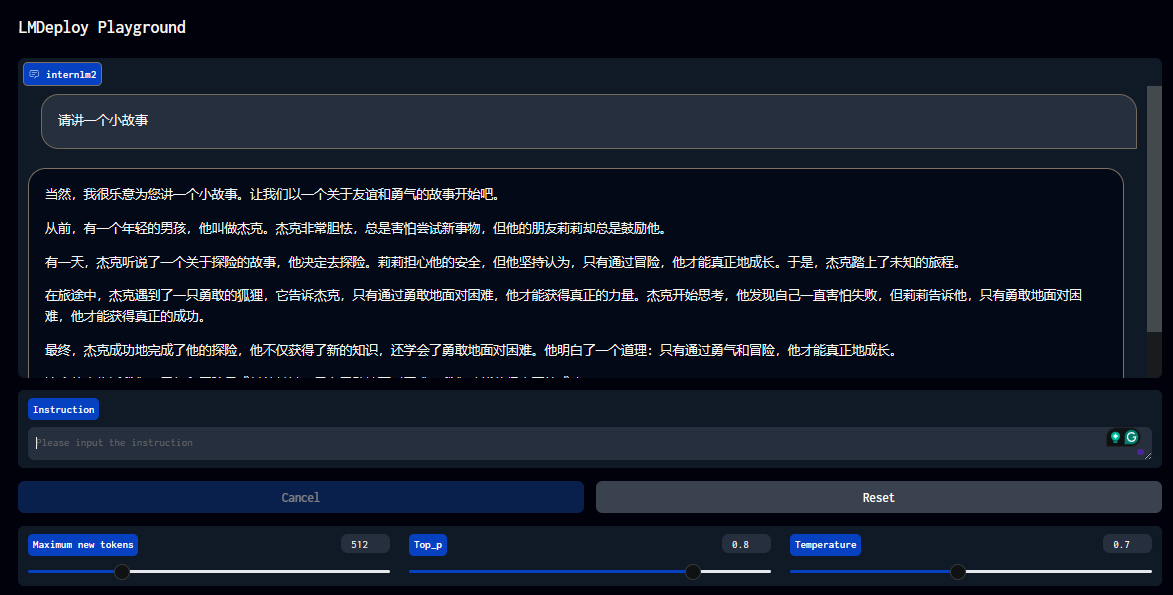 LMDeploy Playground
internlm2
请讲一个小故事
当然，我很乐意为您讲一个小故事。让我们以一个关于友谊和勇气的故事开始吧。
从前，有一个年轻的男孩，他叫做杰克。杰克非常胆怯，总是害怕尝试新事物，但他的朋友莉莉却总是鼓励他。
有一天，杰克听说了一个关于探险的故事，他决定去探险。莉莉担心他的安全，但他坚持认为，只有通过冒险，他才能真正地成长。于是，杰克踏上了未知的旅程。
在旅途中，杰克遇到了一只勇敢的狐狸，它告诉杰克，只有通过勇敢地面对困难，他才能获得真正的力量。杰克开始思考，他发现自己一直害怕失败，但莉莉告诉他，只有勇敢地面对困
难，他才能获得真正的成功。
最终，杰克成功地完成了他的探险，他不仅获得了新的知识，还学会了勇敢地面对困难。他明白了一个道理：只有通过勇气和冒险，他才能真正地成长。
Instruction
Please input the instruction
Cancel
Reset
Maximum new tokens
512
Top_p
0.8
Temperature
0.7